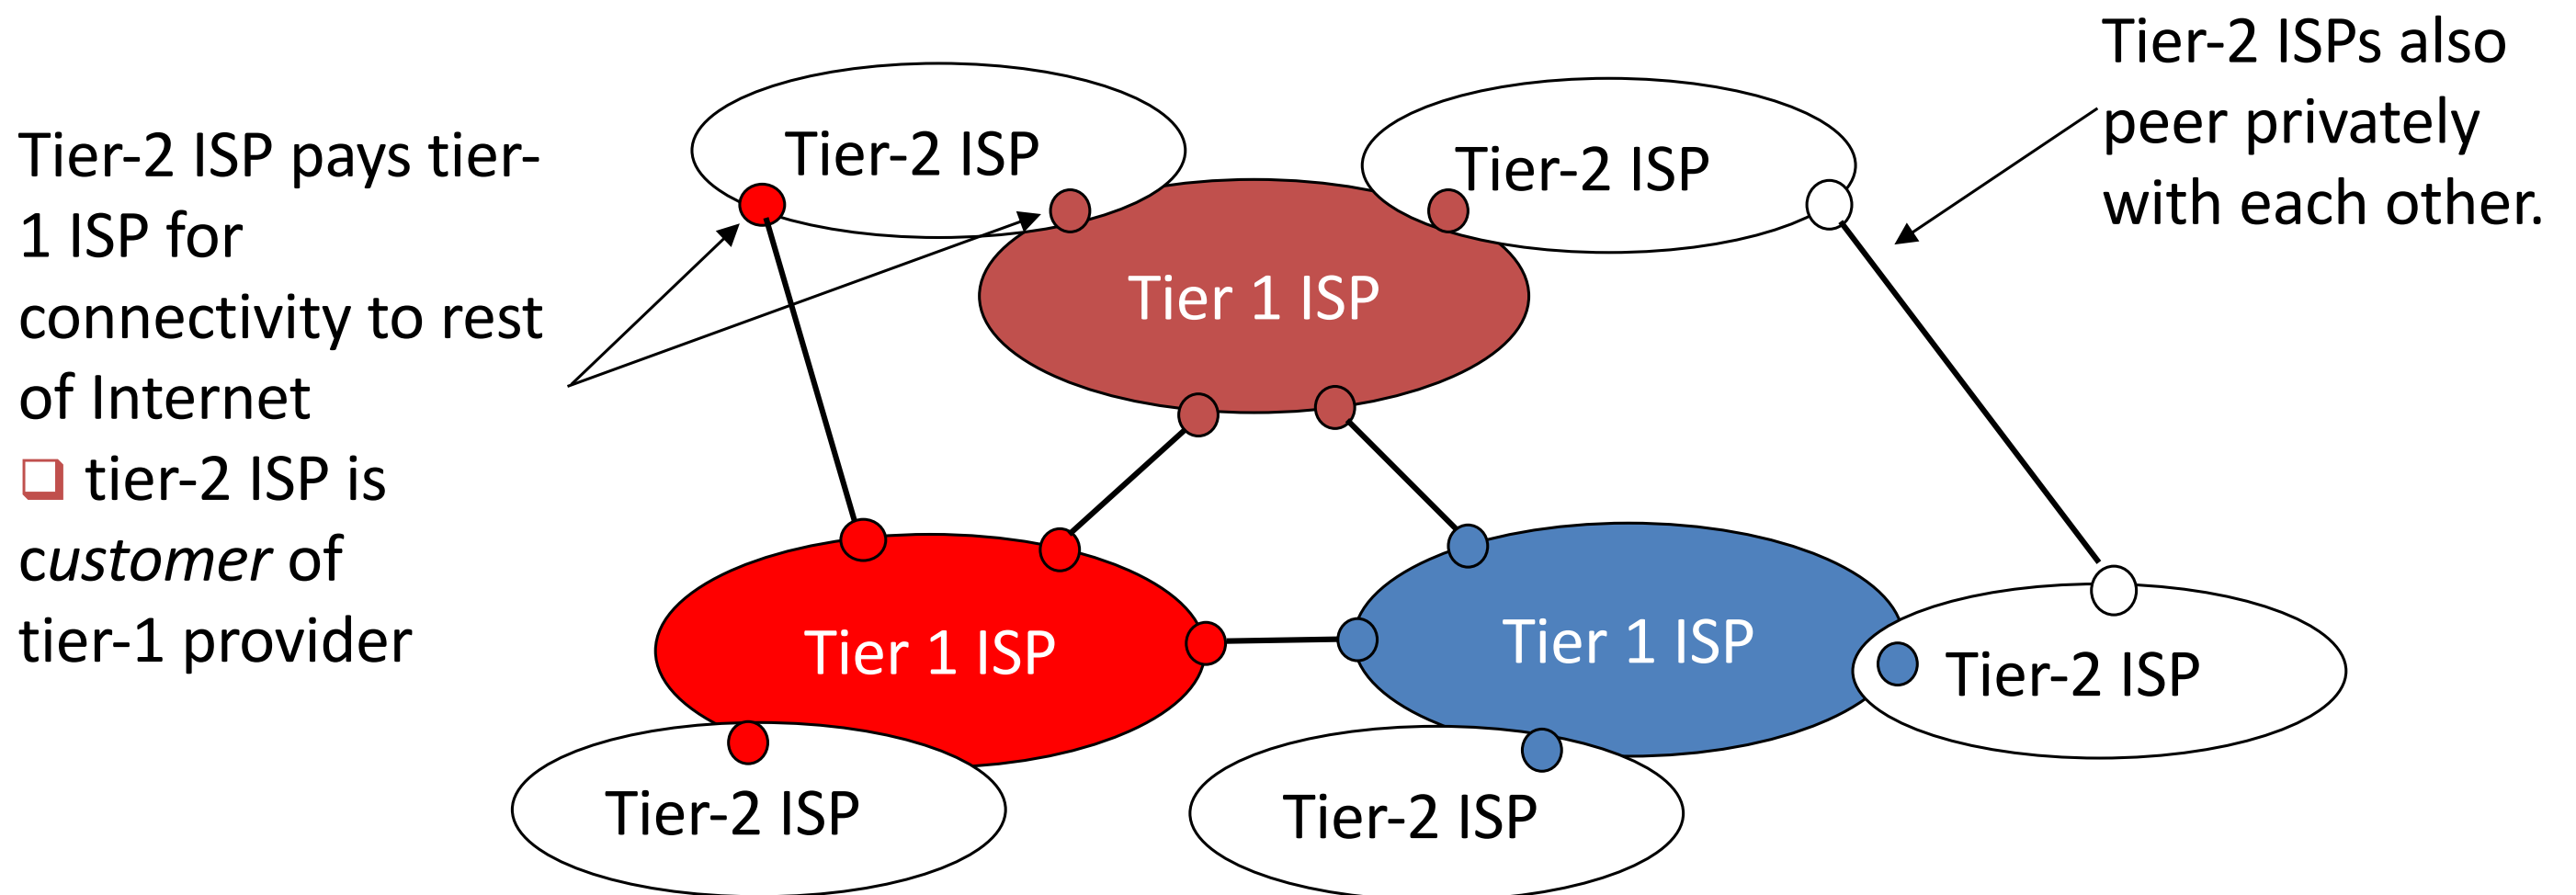 Tier-2 ISP pays tier-
1 ISP for
connectivity to rest
of Internet
tier-2 ISP is
customer of
tier-1 provider
Tier-2 ISP
Tier-2 ISP
Tier-2 ISPs also
peer privately
with each other.
Tier 1 ISP
Tier 1 ISP
Tier 1 ISP
Tier-2 ISP
Tier-2 ISP
Tier-2 ISP